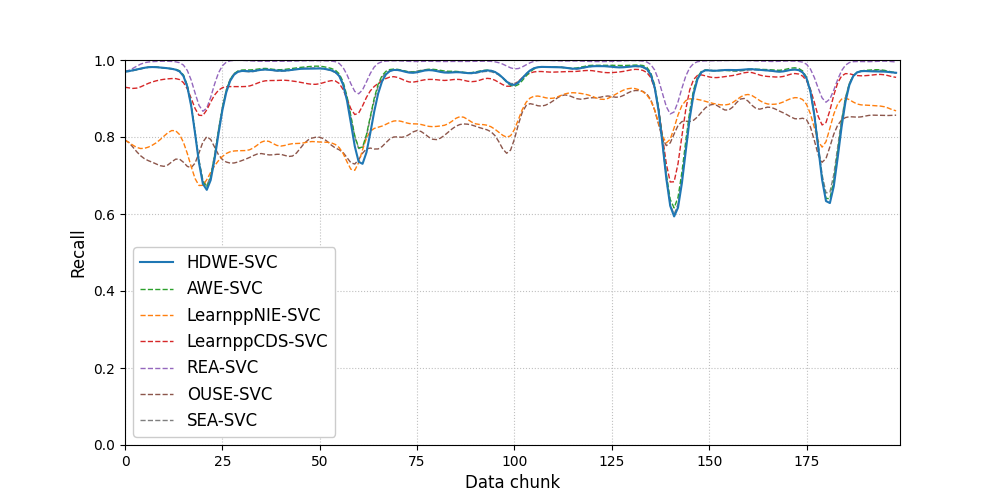 1.0
0.8
0.6
0.4
0.2
0.0
Recall
HDWE-SVC
AWE-SVC
LearnppNIE-SVC
LearnppCDS-SVC
REA-SVC
OUSE-SVC
SEA-SVC
0 25 50 75 100 125 150 175
Data chunk